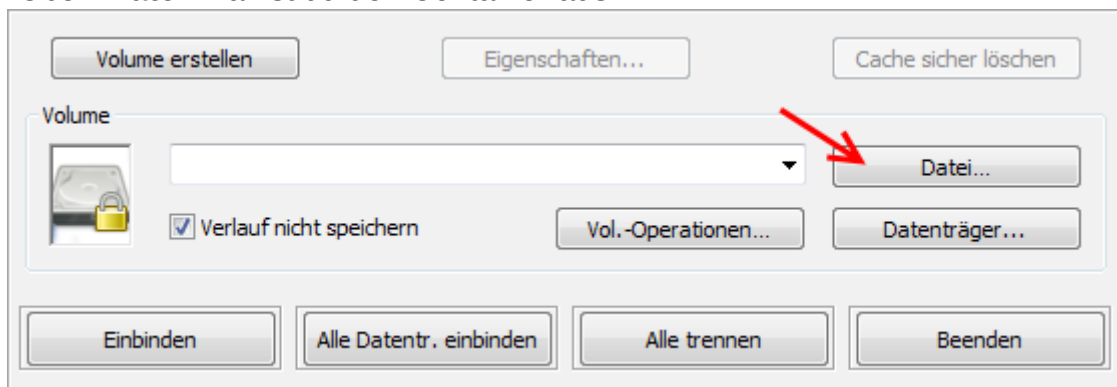 Volume erstellen
Eigenschaften...
Cache sicher löschen
Volume
Datei...
Verlauf nicht speichern
Vol.-Operationen...
Datenträger...
Einbinden
Alle Datentr. einbinden
Alle trennen
Beenden